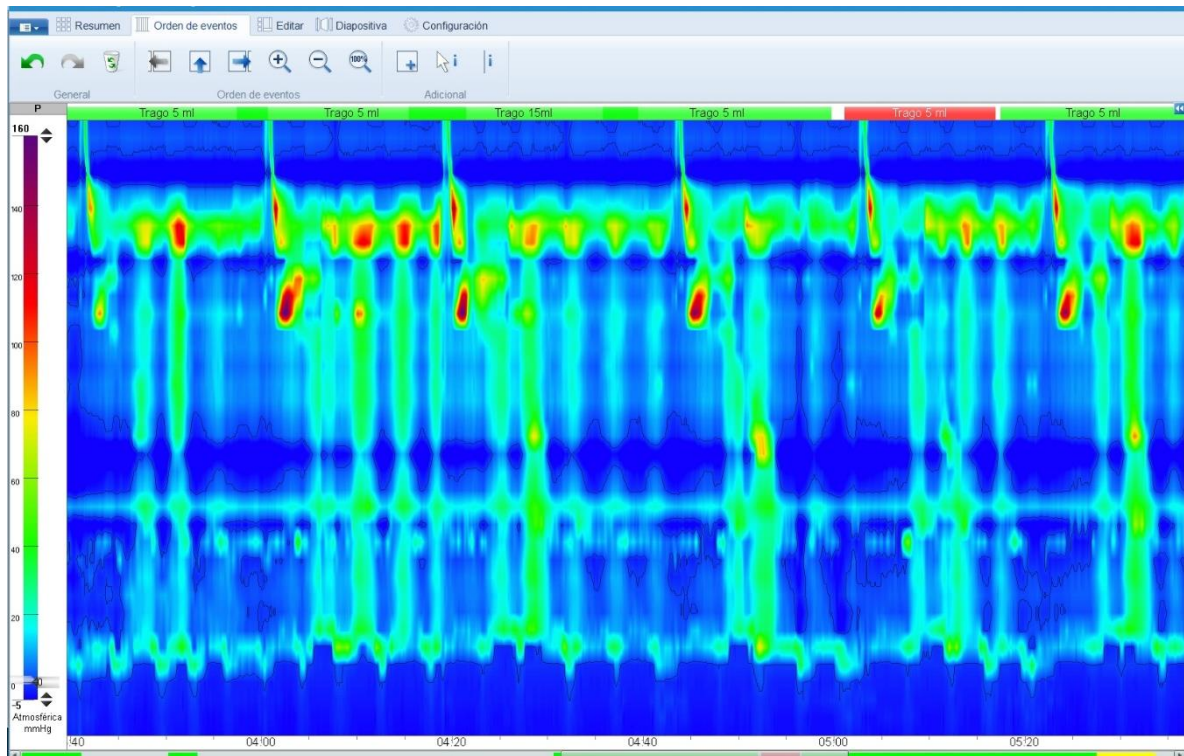 Resumen Orden de eventos Editar Diapositiva Configuración
100%
General Orden de eventos Adicional
P Trago 5 ml Trago 5 ml Trago 15ml Trago 5 ml Trago 5 ml Trago 5 ml
160
140
120
100
80
60
40
20
0
-5
Atmosférica
mmHg
04:00 04:20 04:40 05:00 05:20